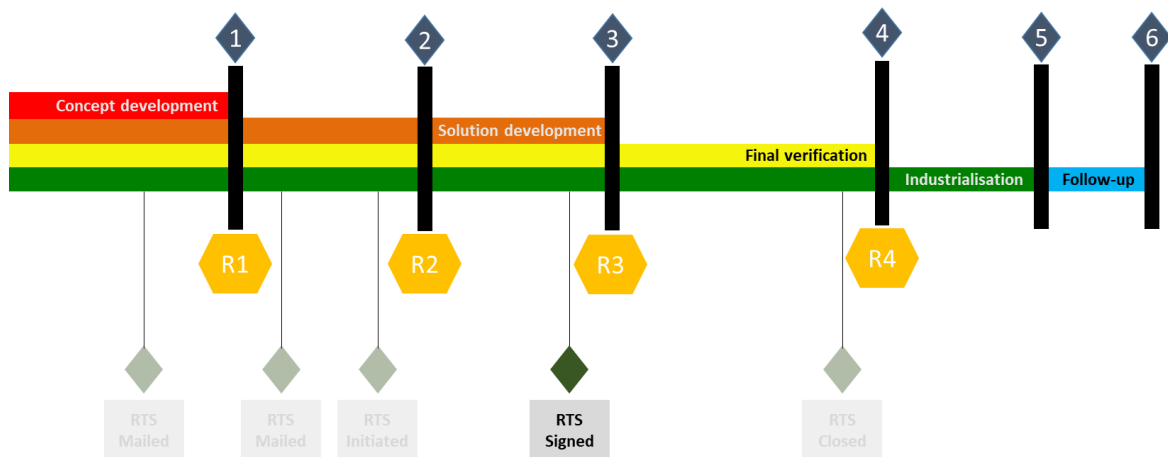 1
2
3
4
5
6
Concept development
Solution development
Final verification
Industrialisation
Follow-up
R1
R2
R3
R4
RTS
Mailed
RTS
Mailed
RTS
Initiated
RTS
Signed
RTS
Closed